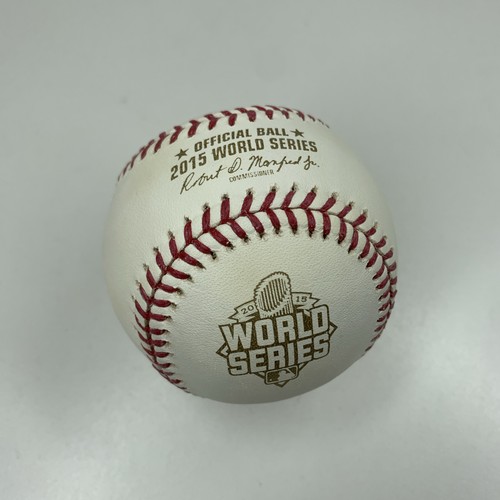 ★ OFFICIAL BALL ★
2015 WORLD SERIES
Robert D. Manfred Jr.
COMMISSIONER
2015
WORLD
SERIES